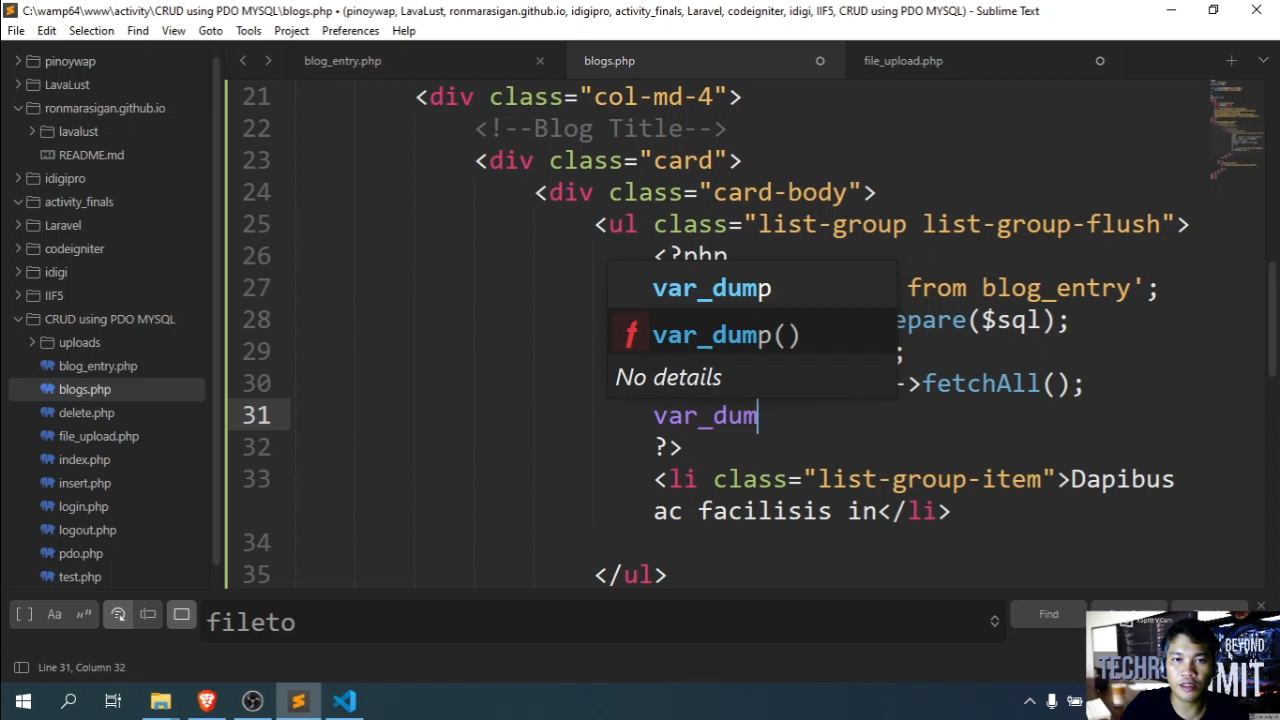 C:\wamp64\www\activity\CRUD using PDO MYSQL\blogs.php • (pinoywap, LavaLust, ronmarasigan.github.io, idigipro, activity_finals, Laravel, codeigniter, idigi, IIF5, CRUD using PDO MYSQL) - Sublime Text
File Edit Selection Find View Goto Tools Project Preferences Help
pinoywap
LavaLust
ronmarasigan.github.io
lavalust
README.md
idigipro
activity_finals
Laravel
codeigniter
idigi
IIF5
CRUD using PDO MYSQL
uploads
blog_entry.php
blogs.php
delete.php
file_upload.php
index.php
insert.php
login.php
logout.php
pdo.php
test.php
blog_entry.php blogs.php file_upload.php
21 <div class="col-md-4">
22 <!--Blog Title-->
23 <div class="card">
24 <div class="card-body">
25 <ul class="list-group list-group-flush">
26 <?php
27 from blog_entry';
28 epare($sql);
29 ;
30 ->fetchAll();
31 var_dum
32 ?>
33 <li class="list-group-item">Dapibus
ac facilisis in</li>
34
35 </ul>
var_dump
f var_dump()
No details
[] Aa “”
fileto
Find
Line 31, Column 32
BEYOND
MIT